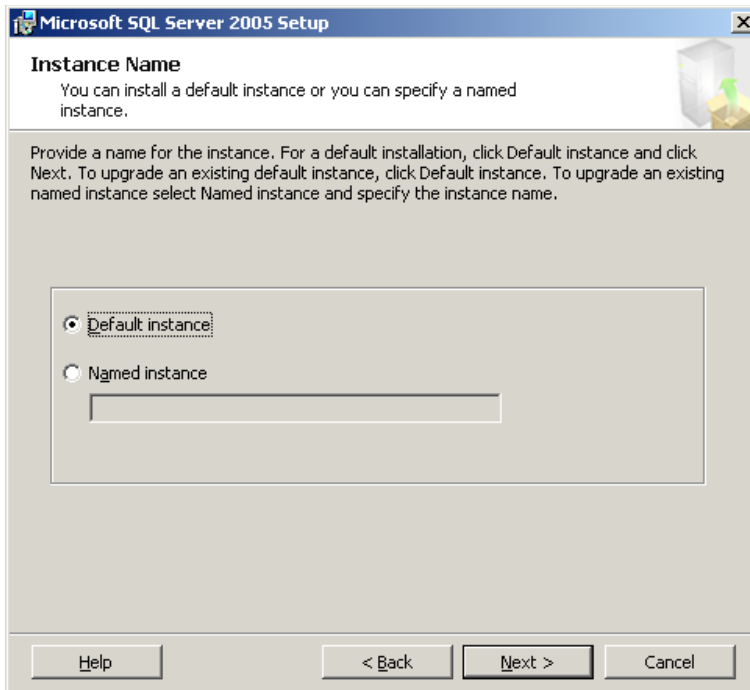 Microsoft SQL Server 2005 Setup
Instance Name
You can install a default instance or you can specify a named
instance.
Provide a name for the instance. For a default installation, click Default instance and click
Next. To upgrade an existing default instance, click Default instance. To upgrade an existing
named instance select Named instance and specify the instance name.
Default instance
Named instance
Help
< Back
Next >
Cancel